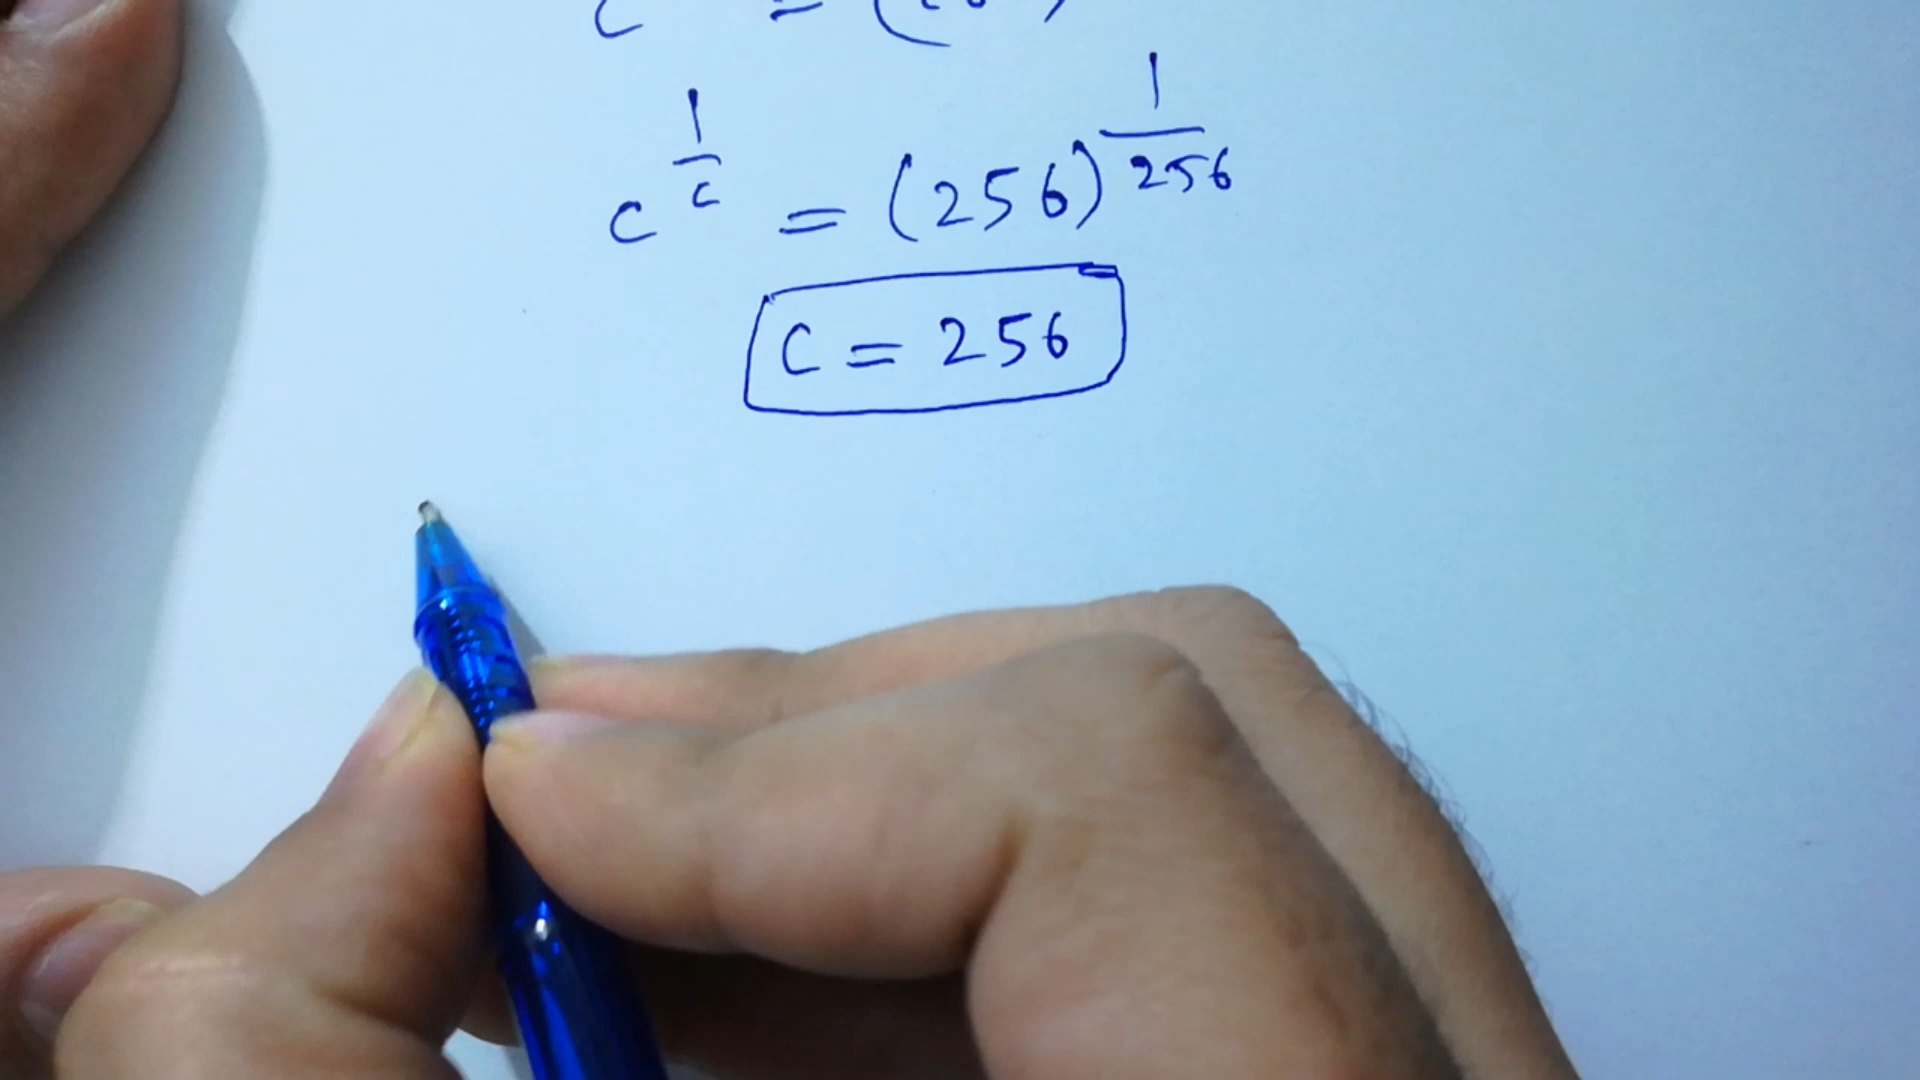 c =
c^(1/c) = (256)^(1/256)
C = 256